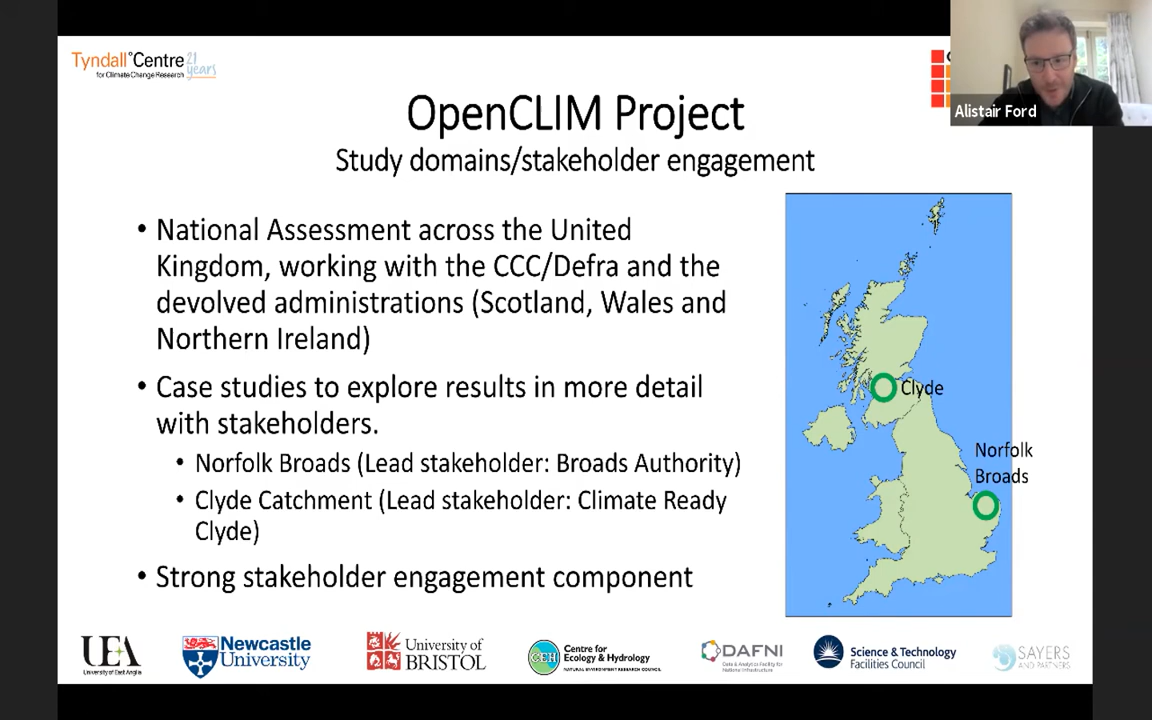 Tyndall°Centre 21 years
for Climate Change Research
Alistair Ford
OpenCLIM Project
Study domains/stakeholder engagement
• National Assessment across the United
Kingdom, working with the CCC/Defra and the
devolved administrations (Scotland, Wales and
Northern Ireland)
• Case studies to explore results in more detail
with stakeholders.
• Norfolk Broads (Lead stakeholder: Broads Authority)
• Clyde Catchment (Lead stakeholder: Climate Ready
Clyde)
• Strong stakeholder engagement component
Clyde
Norfolk
Broads
UEA
University of East Anglia
Newcastle
University
University of
BRISTOL
CEH
Centre for
Ecology & Hydrology
NATURAL ENVIRONMENT RESEARCH COUNCIL
DAFNI
Data & Analytics Facility for
National Infrastructure
Science & Technology
Facilities Council
SAYERS
AND PARTNERS